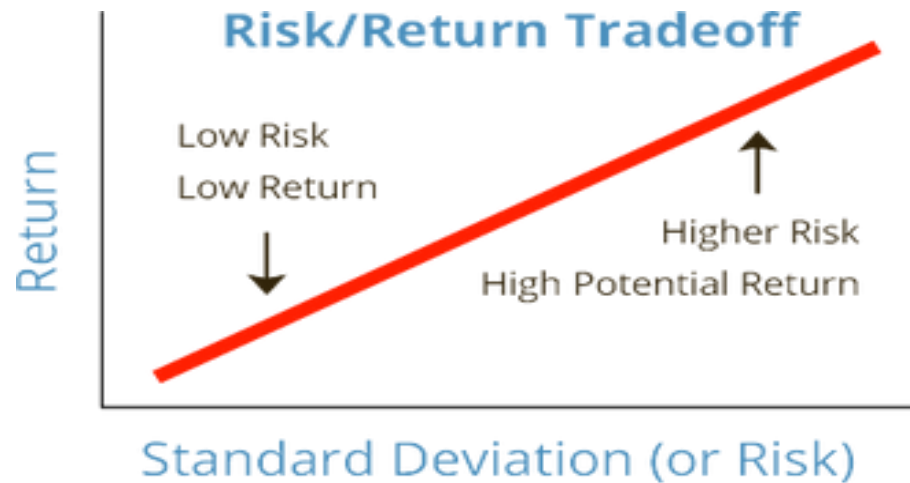 Risk/Return Tradeoff
Low Risk
Low Return
Higher Risk
High Potential Return
Return
Standard Deviation (or Risk)